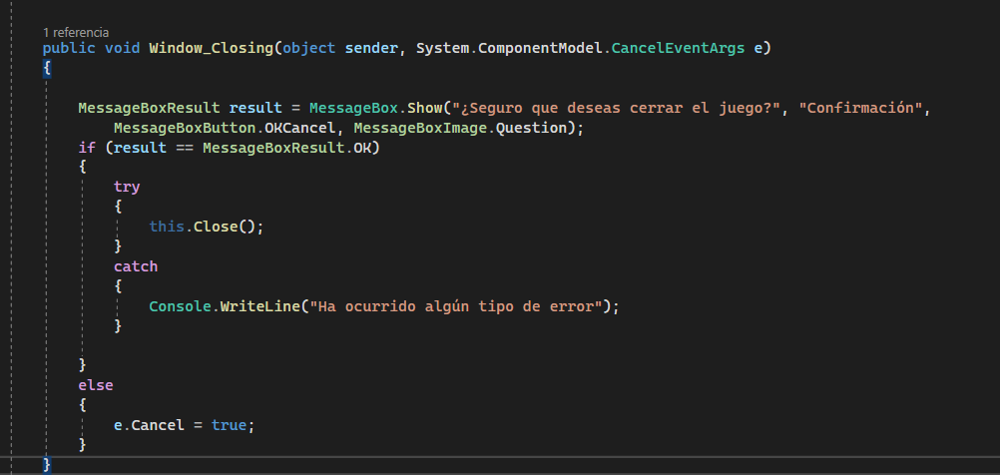 1 referencia
public void Window_Closing(object sender, System.ComponentModel.CancelEventArgs e)
{
MessageBoxResult result = MessageBox.Show("¿Seguro que deseas cerrar el juego?", "Confirmación",
MessageBoxButton.OKCancel, MessageBoxImage.Question);
if (result == MessageBoxResult.OK)
{
try
{
this.Close();
}
catch
{
Console.WriteLine("Ha ocurrido algún tipo de error");
}
}
else
{
e.Cancel = true;
}
}